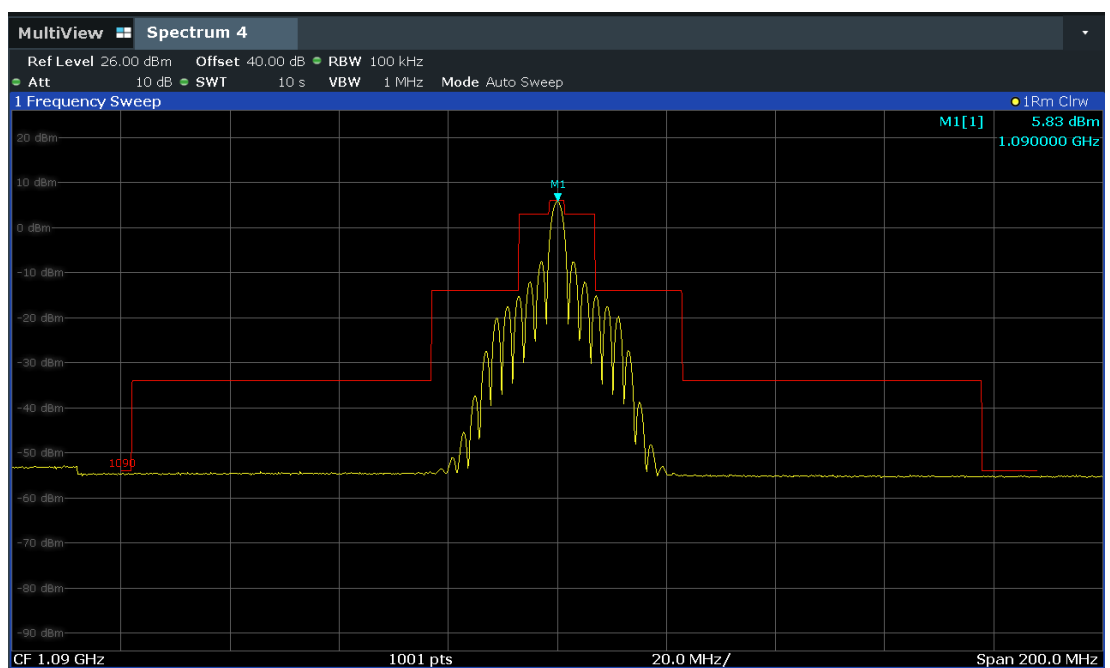 MultiView Spectrum 4
Ref Level 26.00 dBm Offset 40.00 dB RBW 100 kHz
Att 10 dB SWT 10 s VBW 1 MHz Mode Auto Sweep
1 Frequency Sweep 1Rm Clrw
M1[1] 5.83 dBm
1.090000 GHz
20 dBm
10 dBm
M1
0 dBm
-10 dBm
-20 dBm
-30 dBm
-40 dBm
-50 dBm
1090
-60 dBm
-70 dBm
-80 dBm
-90 dBm
CF 1.09 GHz 1001 pts 20.0 MHz/ Span 200.0 MHz